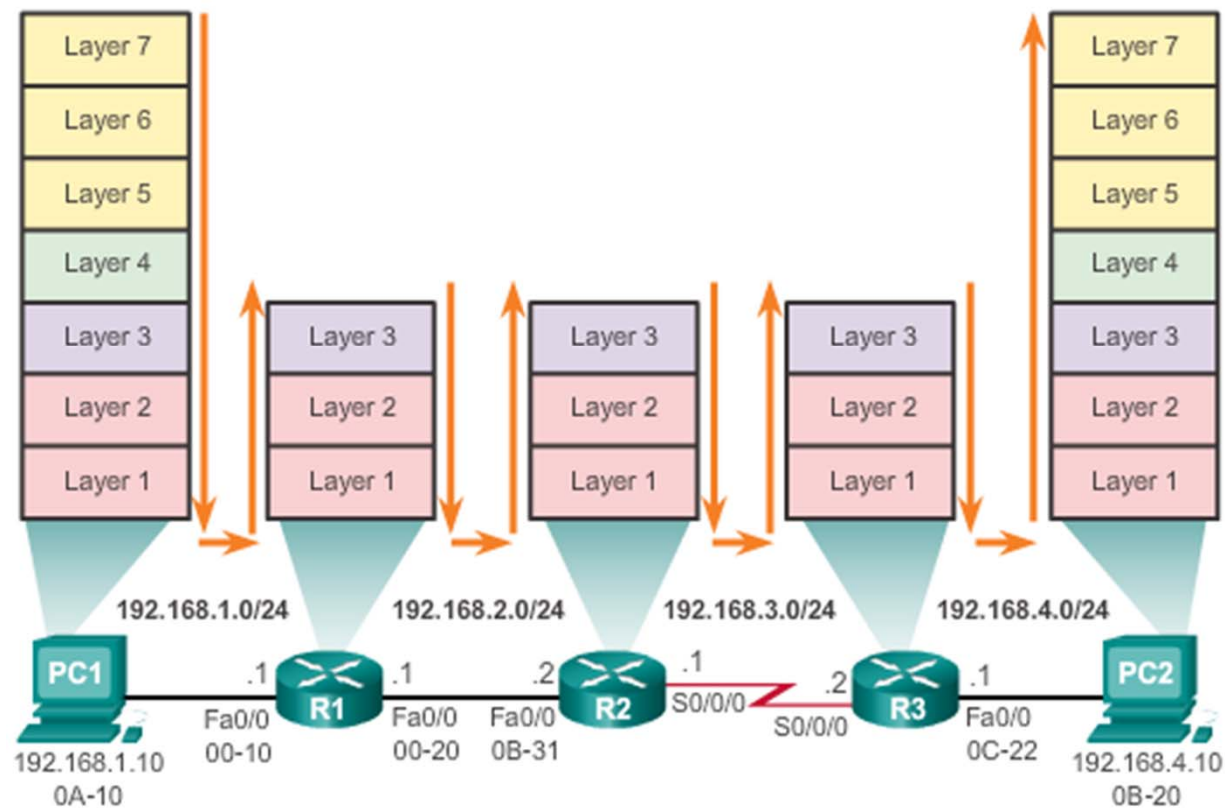 Layer 7
Layer 6
Layer 5
Layer 4
Layer 3
Layer 2
Layer 1
Layer 3
Layer 2
Layer 1
Layer 3
Layer 2
Layer 1
Layer 3
Layer 2
Layer 1
Layer 7
Layer 6
Layer 5
Layer 4
Layer 3
Layer 2
Layer 1
192.168.1.0/24
192.168.2.0/24
192.168.3.0/24
192.168.4.0/24
PC1
192.168.1.10
0A-10
.1
Fa0/0
00-10
R1
.1
Fa0/0
00-20
.2
Fa0/0
0B-31
R2
.1
S0/0/0
.2
S0/0/0
R3
.1
Fa0/0
0C-22
PC2
192.168.4.10
0B-20